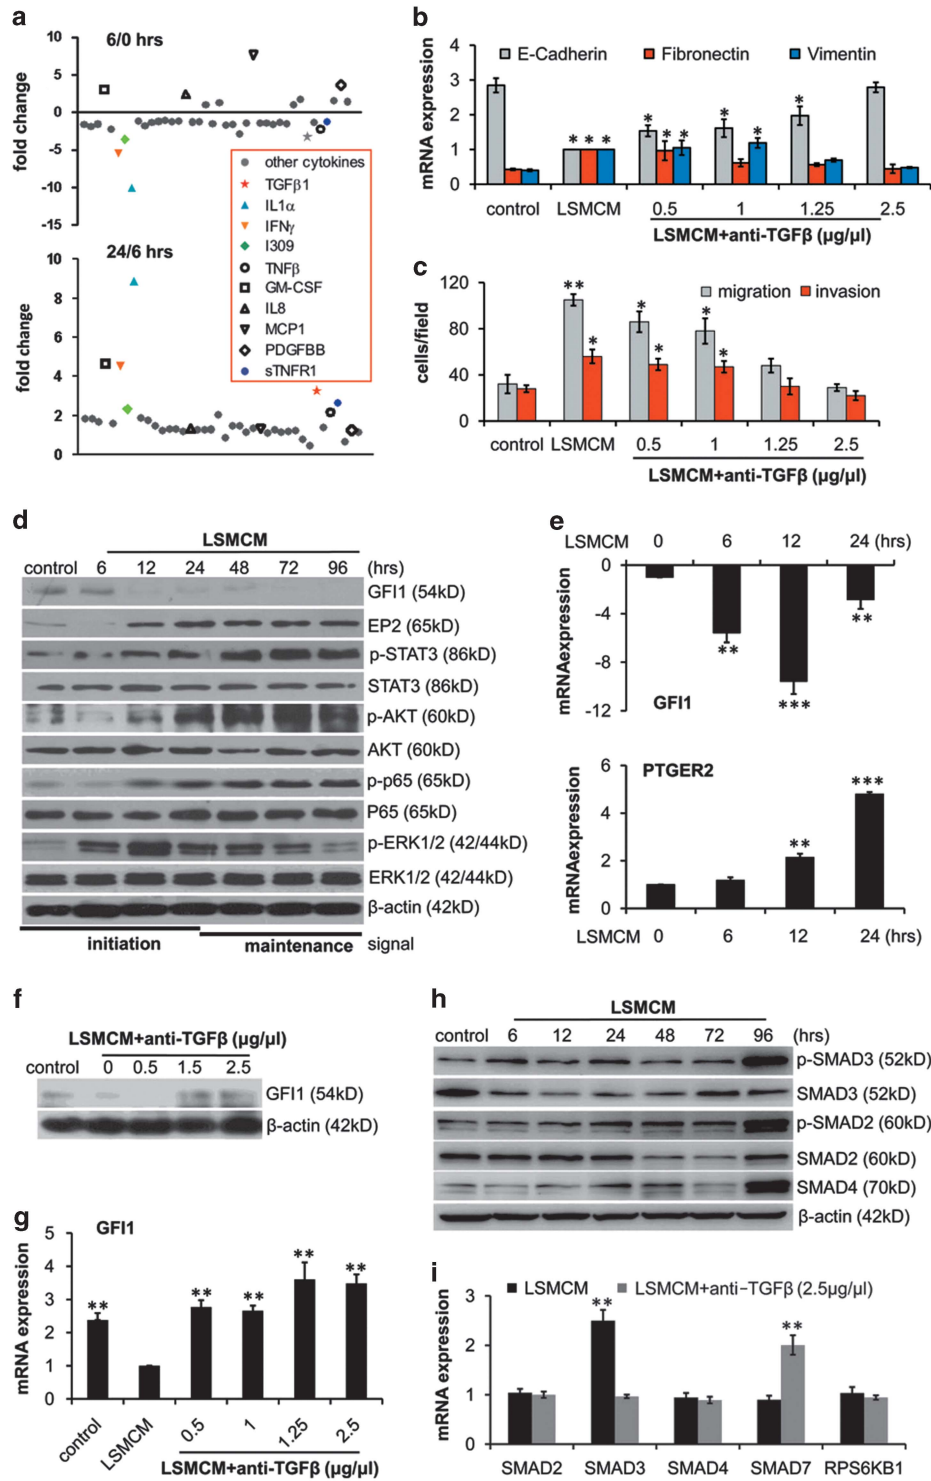 a
6/0 hrs
fold change
10
5
0
-5
-10
-15
other cytokines
TGFβ1
IL1α
IFNγ
I309
TNFβ
GM-CSF
IL8
MCP1
PDGFBB
sTNFR1
24/6 hrs
fold change
10
8
6
4
2
0
b
E-Cadherin Fibronectin Vimentin
mRNA expression
4
3
2
1
0
* * * * * * * * *
control LSMCM 0.5 1 1.25 2.5
LSMCM+anti-TGFβ (µg/µl)
c
migration invasion
cells/field
120
80
40
0
** * * * * *
control LSMCM 0.5 1 1.25 2.5
LSMCM+anti-TGFβ (µg/µl)
d
LSMCM
control 6 12 24 48 72 96 (hrs)
GFI1 (54kD)
EP2 (65kD)
p-STAT3 (86kD)
STAT3 (86kD)
p-AKT (60kD)
AKT (60kD)
p-p65 (65kD)
P65 (65kD)
p-ERK1/2 (42/44kD)
ERK1/2 (42/44kD)
β-actin (42kD)
initiation maintenance signal
e
LSMCM 0 6 12 24 (hrs)
mRNAexpression
0
-4
-8
-12
** *** **
GFI1
PTGER2
mRNAexpression
6
4
2
0
** ***
LSMCM 0 6 12 24 (hrs)
f
LSMCM+anti-TGFβ (µg/µl)
control 0 0.5 1.5 2.5
GFI1 (54kD)
β-actin (42kD)
g
GFI1
mRNA expression
5
4
3
2
1
0
** ** ** ** **
control LSMCM 0.5 1 1.25 2.5
LSMCM+anti-TGFβ (µg/µl)
h
LSMCM
control 6 12 24 48 72 96 (hrs)
p-SMAD3 (52kD)
SMAD3 (52kD)
p-SMAD2 (60kD)
SMAD2 (60kD)
SMAD4 (70kD)
β-actin (42kD)
i
LSMCM LSMCM+anti-TGFβ (2.5µg/µl)
mRNA expression
3
2
1
0
** **
SMAD2 SMAD3 SMAD4 SMAD7 RPS6KB1